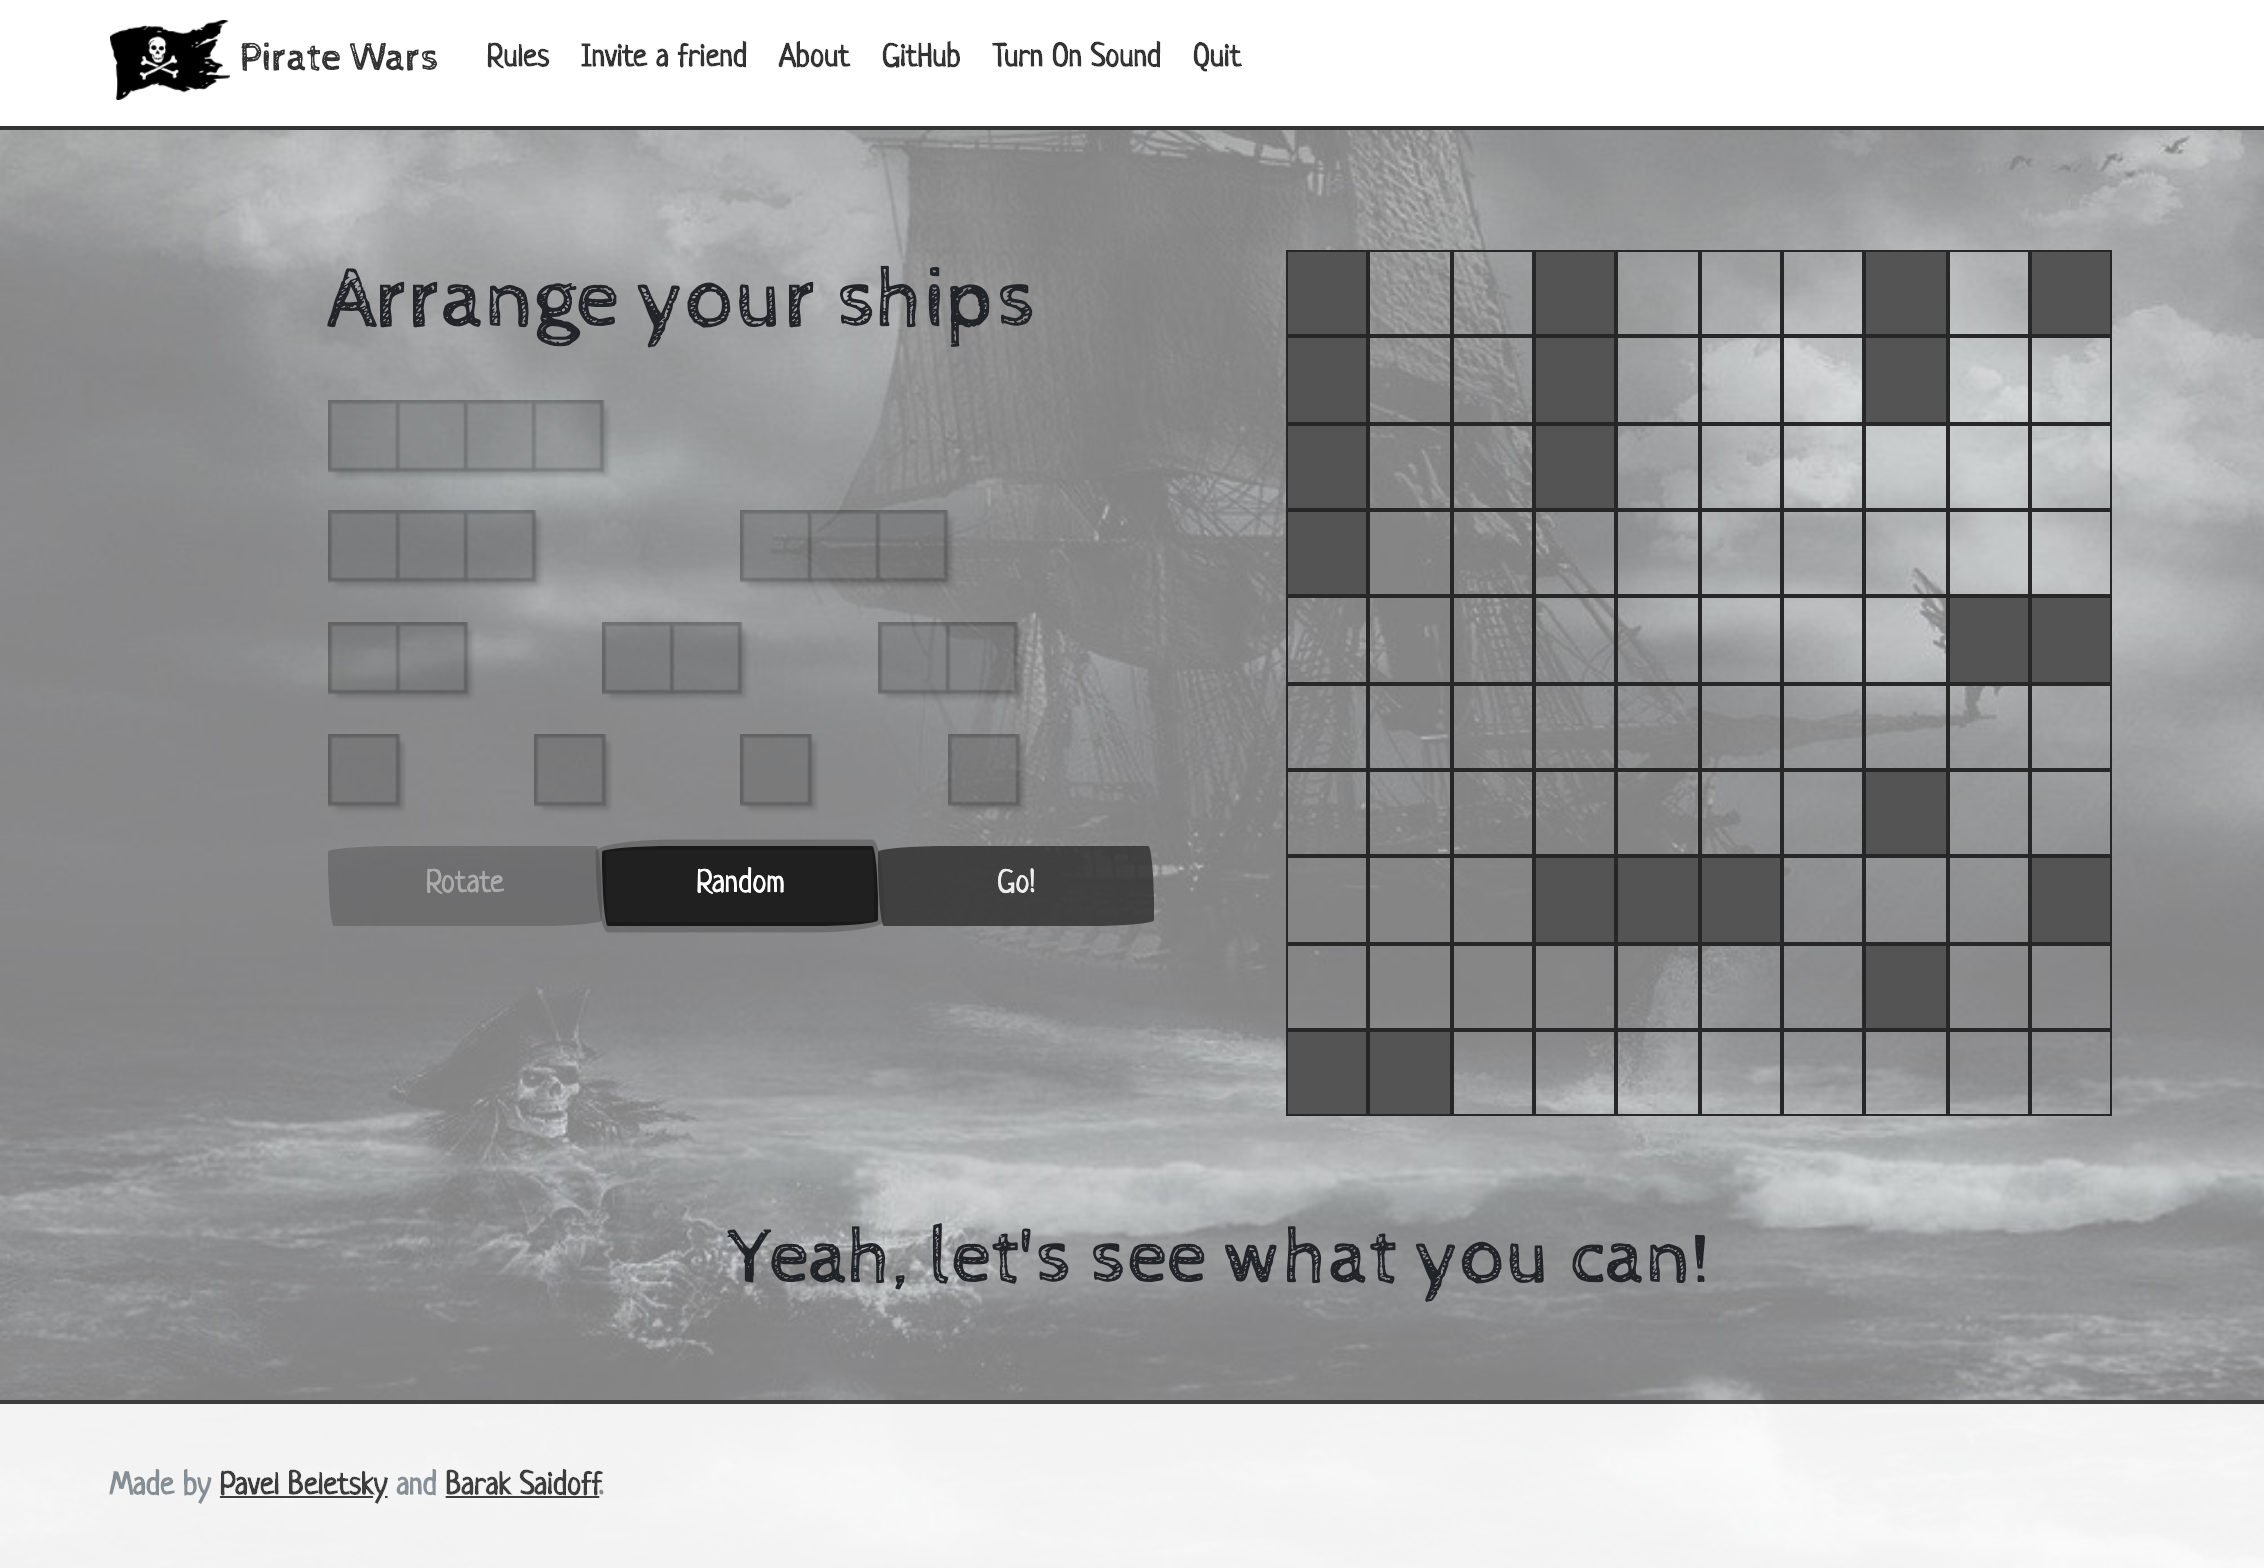 Pirate Wars Rules Invite a friend About GitHub Turn On Sound Quit
Arrange your ships
Rotate Random Go!
Yeah, let's see what you can!
Made by Pavel Beletsky and Barak Saidoff.